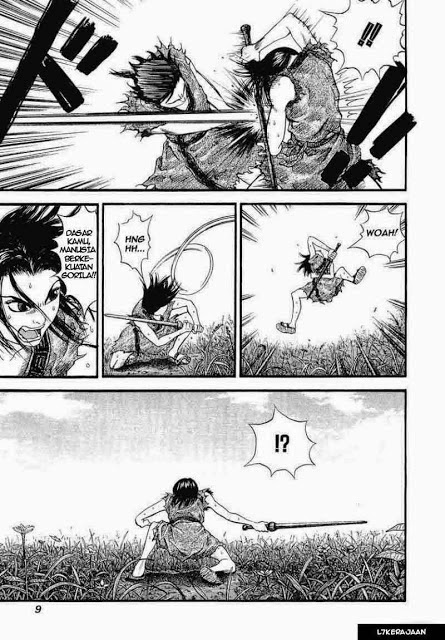 !!!
WOAH!
HNG
HH...
DASAR
KAMU,
MANUSIA
BERKE-
KUATAN
GORILA!!
!?
9
L7KERAJAAN